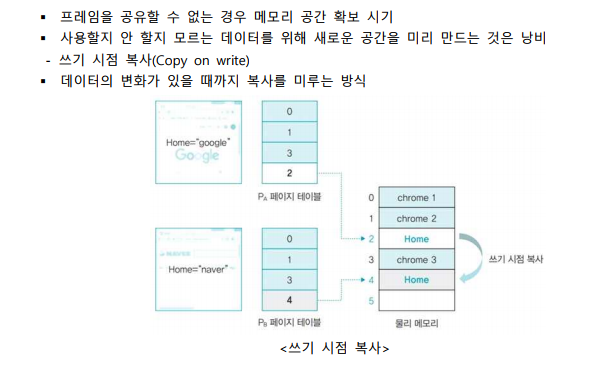 ▪ 프레임을 공유할 수 없는 경우 메모리 공간 확보 시기
▪ 사용할지 안 할지 모르는 데이터를 위해 새로운 공간을 미리 만드는 것은 낭비
- 쓰기 시점 복사(Copy on write)
▪ 데이터의 변화가 있을 때까지 복사를 미루는 방식
Home="google"
Google
0
1
3
2
PA 페이지 테이블
Home="naver"
0
1
3
4
PB 페이지 테이블
0 chrome 1
1 chrome 2
2 Home
3 chrome 3
4 Home
5
물리 메모리
쓰기 시점 복사
<쓰기 시점 복사>